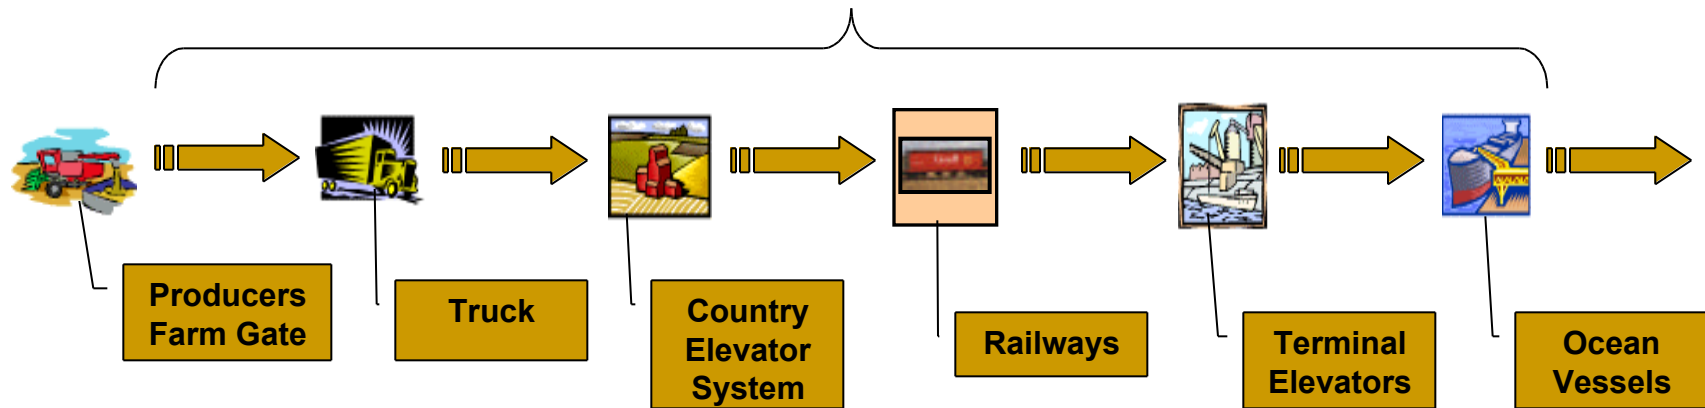 Producers
Farm Gate
Truck
Country
Elevator
System
Railways
Terminal
Elevators
Ocean
Vessels